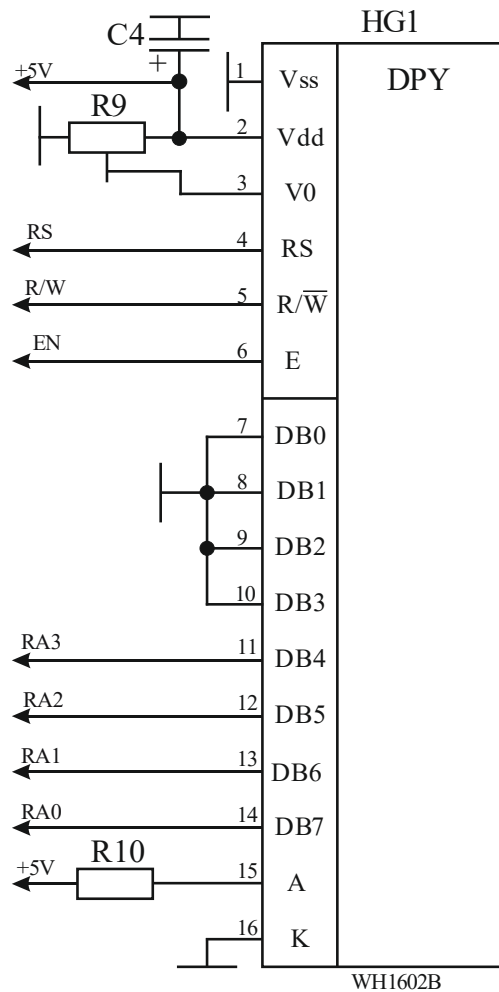 HG1
C4
+
+5V
1
Vss
DPY
R9
2
Vdd
3
V0
RS
4
RS
R/W
5
R/W̅
EN
6
E
7
DB0
8
DB1
9
DB2
10
DB3
RA3
11
DB4
RA2
12
DB5
RA1
13
DB6
RA0
14
DB7
R10
+5V
15
A
16
K
WH1602B